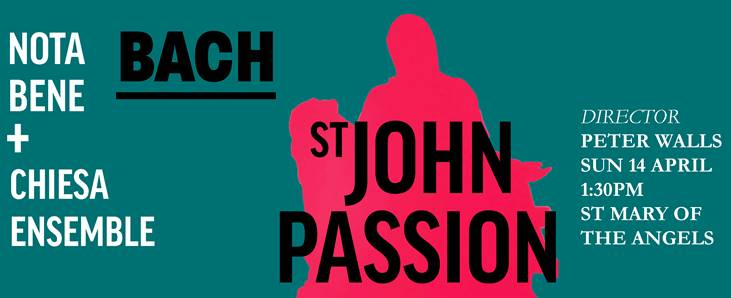 NOTA
BENE
+
CHIESA
ENSEMBLE
BACH
ST JOHN
PASSION
DIRECTOR
PETER WALLS
SUN 14 APRIL
1:30PM
ST MARY OF
THE ANGELS